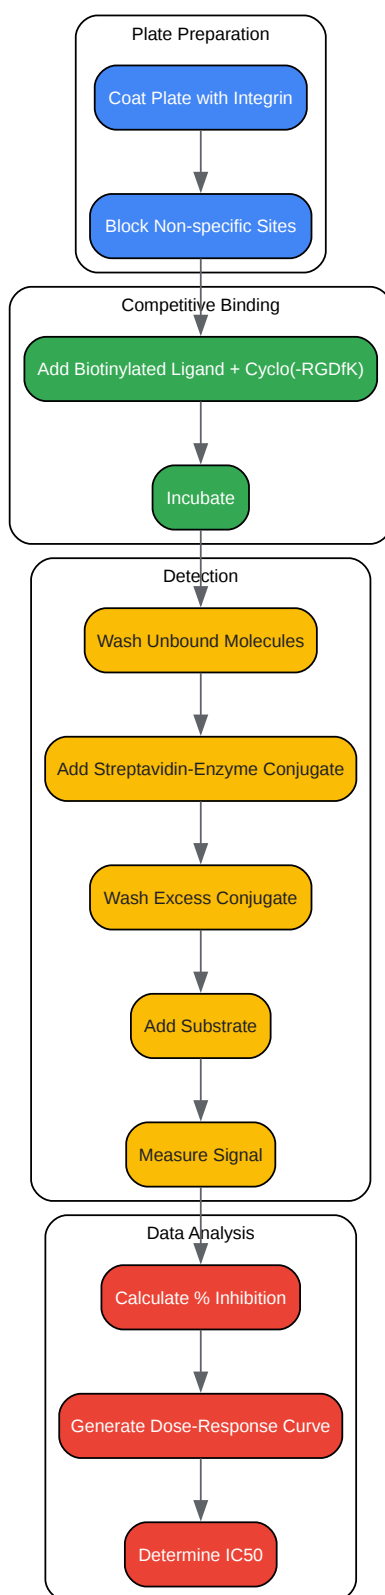 Plate Preparation
Coat Plate with Integrin
Block Non-specific Sites
Competitive Binding
Add Biotinylated Ligand + Cyclo(-RGDfK)
Incubate
Detection
Wash Unbound Molecules
Add Streptavidin-Enzyme Conjugate
Wash Excess Conjugate
Add Substrate
Measure Signal
Data Analysis
Calculate % Inhibition
Generate Dose-Response Curve
Determine IC50